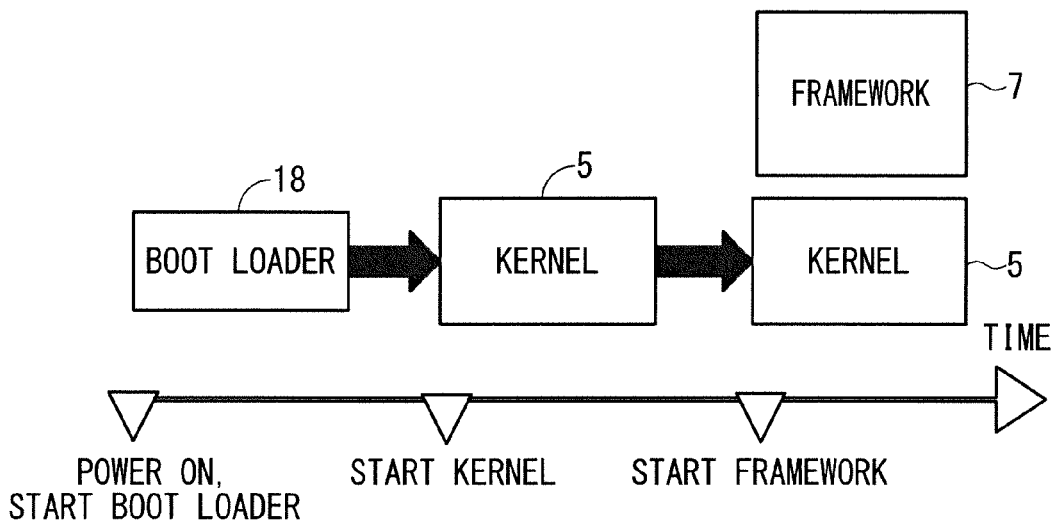 FRAMEWORK
7
18
5
BOOT LOADER
KERNEL
KERNEL
5
TIME
POWER ON,
START BOOT LOADER
START KERNEL
START FRAMEWORK